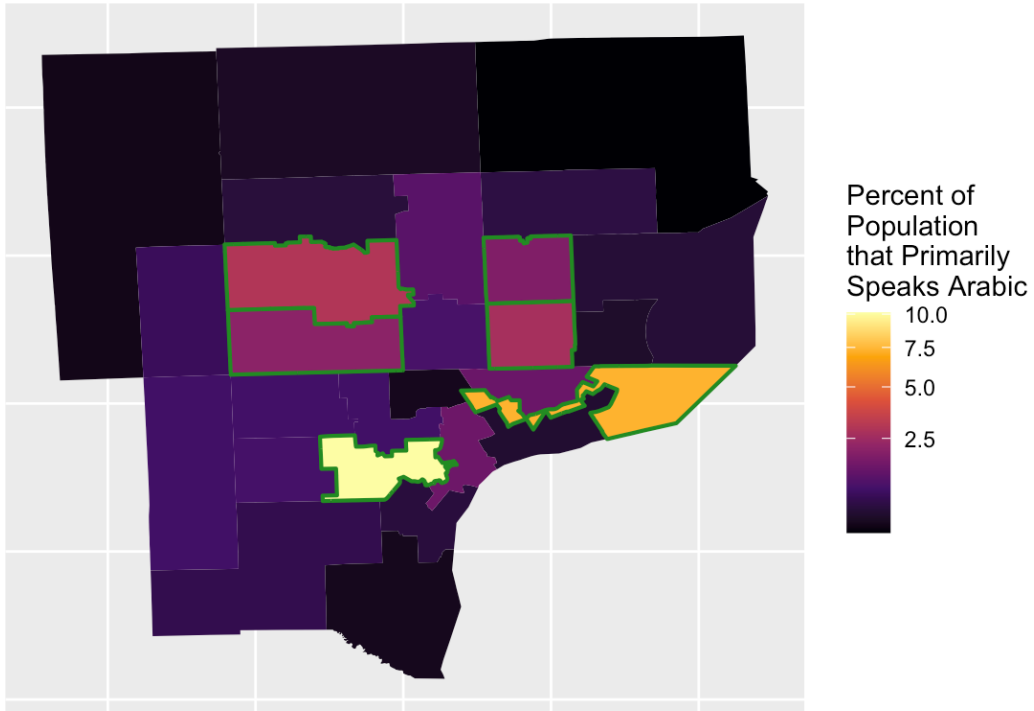 Percent of
Population
that Primarily
Speaks Arabic
10.0
7.5
5.0
2.5